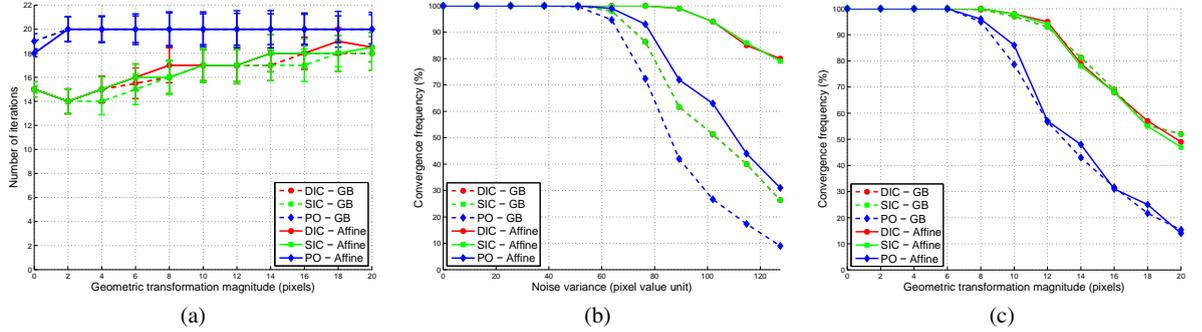 22
20
18
16
14
12
10
8
6
4
2
0
Number of iterations
0 2 4 6 8 10 12 14 16 18 20
Geometric transformation magnitude (pixels)
DIC − GB
SIC − GB
PO − GB
DIC − Affine
SIC − Affine
PO − Affine
(a)
100
90
80
70
60
50
40
30
20
10
0
Convergence frequency (%)
0 20 40 60 80 100 120
Noise variance (pixel value unit)
DIC − GB
SIC − GB
PO − GB
DIC − Affine
SIC − Affine
PO − Affine
(b)
100
90
80
70
60
50
40
30
20
10
0
Convergence frequency (%)
0 2 4 6 8 10 12 14 16 18 20
Geometric transformation magnitude (pixels)
DIC − GB
SIC − GB
PO − GB
DIC − Affine
SIC − Affine
PO − Affine
(c)